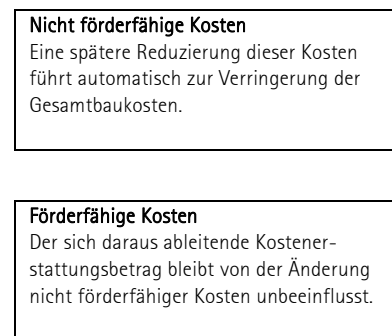 Nicht förderfähige Kosten
Eine spätere Reduzierung dieser Kosten
führt automatisch zur Verringerung der
Gesamtbaukosten.
Förderfähige Kosten
Der sich daraus ableitende Kostener-
stattungsbetrag bleibt von der Änderung
nicht förderfähiger Kosten unbeeinflusst.